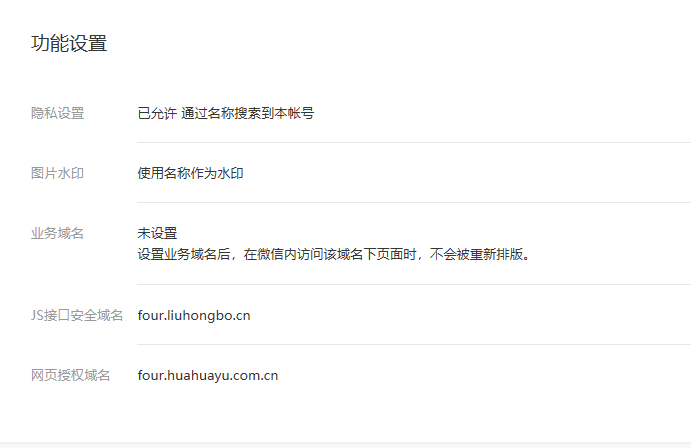 功能设置
隐私设置 已允许 通过名称搜索到本帐号
图片水印 使用名称作为水印
业务域名 未设置
设置业务域名后，在微信内访问该域名下页面时，不会被重新排版。
JS接口安全域名 four.liuhongbo.cn
网页授权域名 four.huahuayu.com.cn